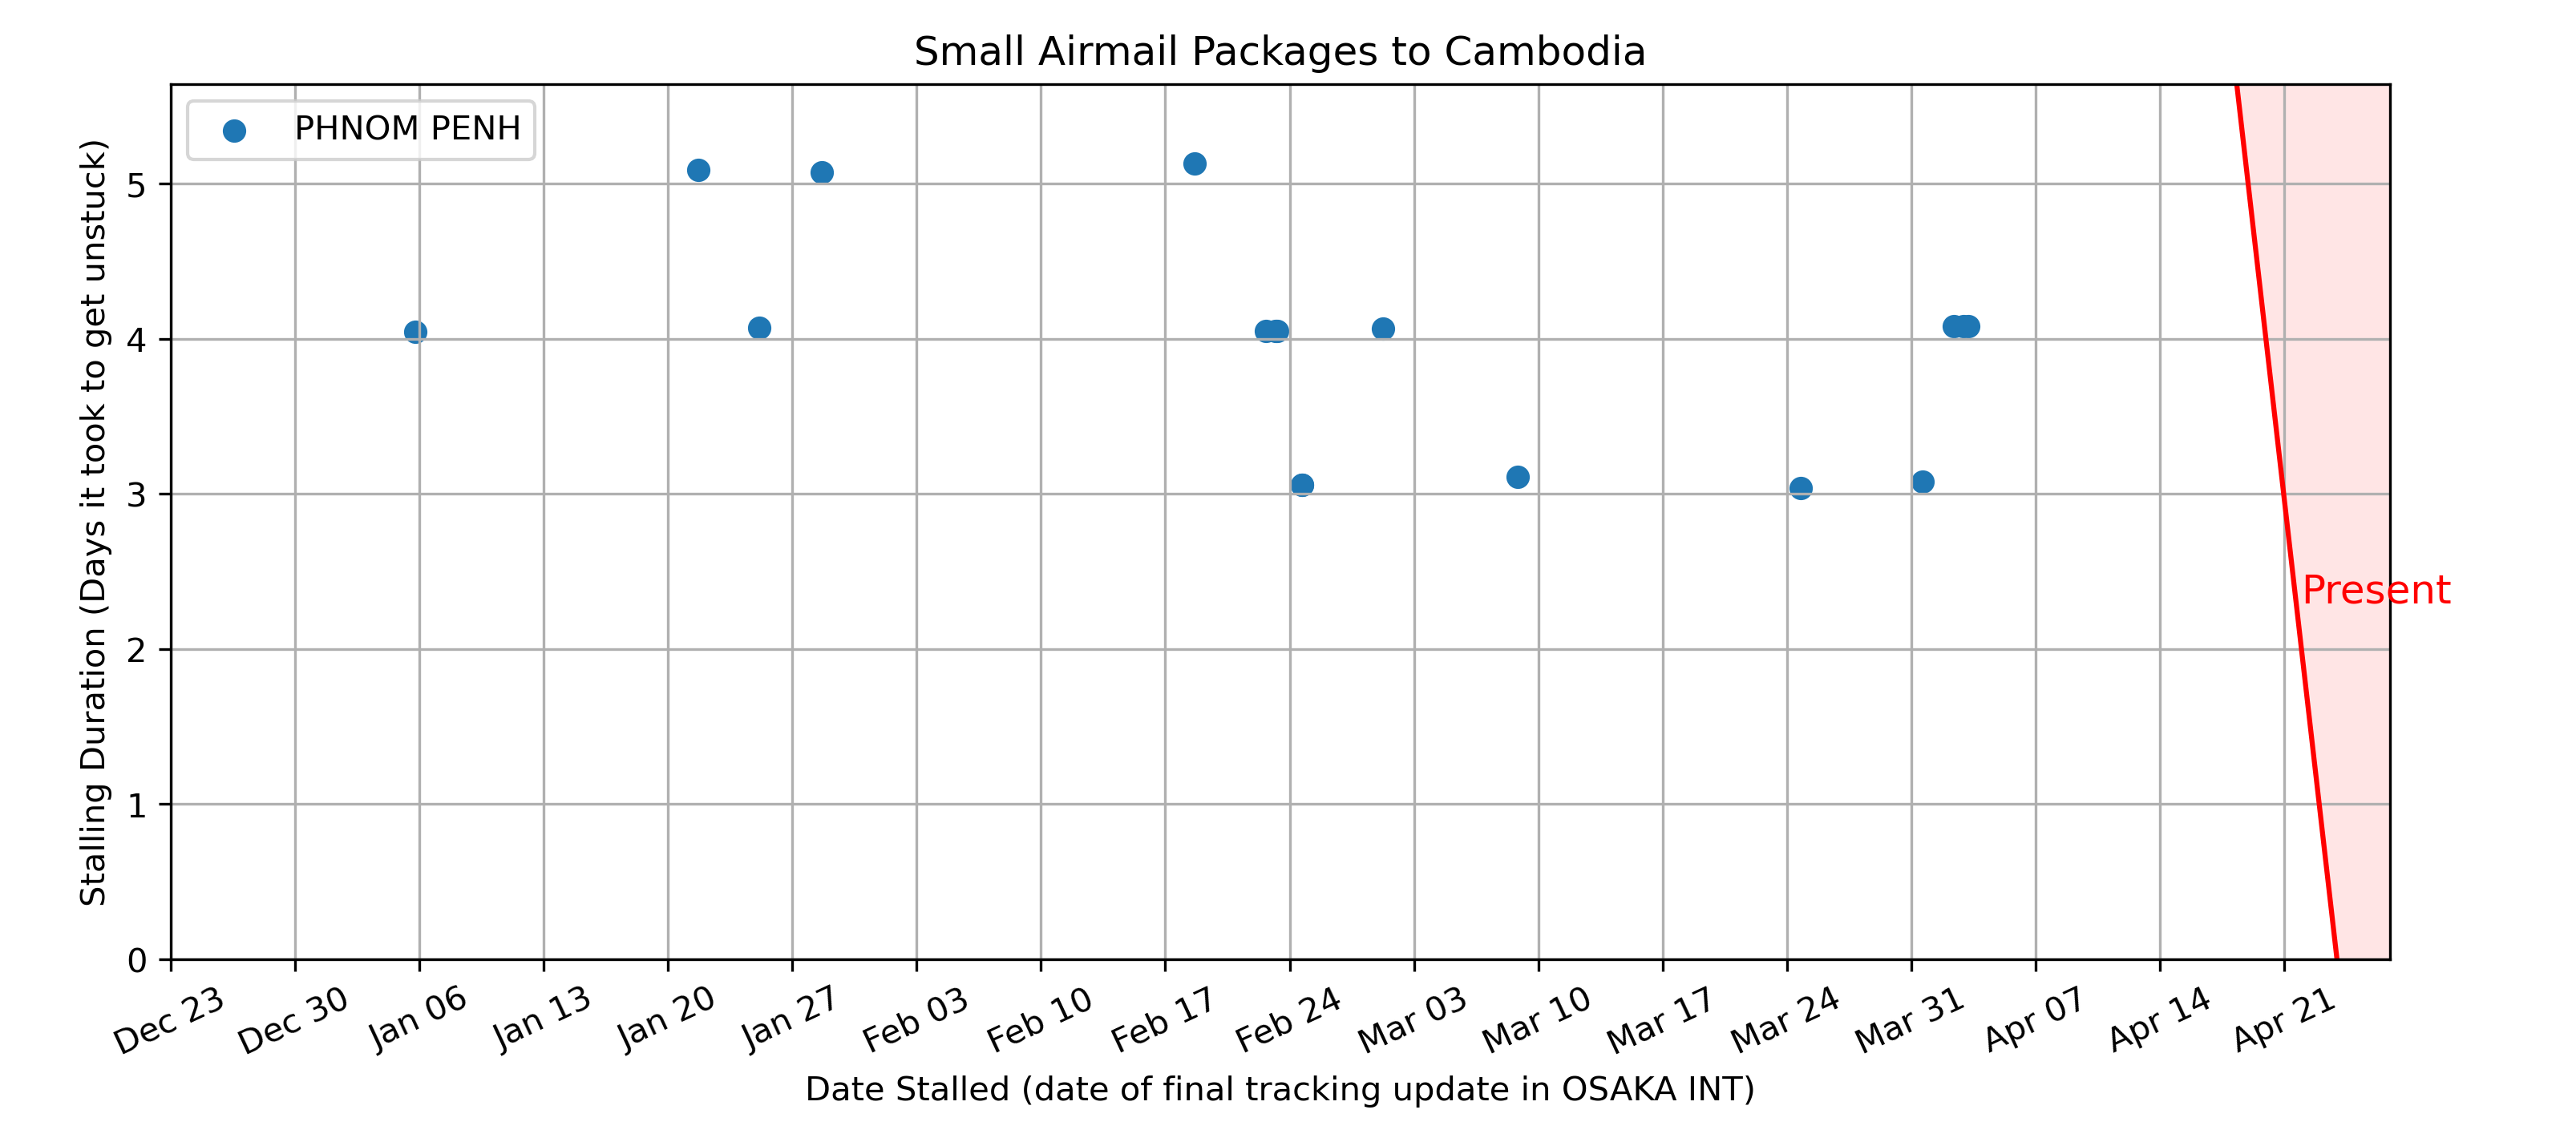 Small Airmail Packages to Cambodia
PHNOM PENH
Stalling Duration (Days it took to get unstuck)
5
4
3
2
1
0
Present
Dec 23
Dec 30
Jan 06
Jan 13
Jan 20
Jan 27
Feb 03
Feb 10
Feb 17
Feb 24
Mar 03
Mar 10
Mar 17
Mar 24
Mar 31
Apr 07
Apr 14
Apr 21
Date Stalled (date of final tracking update in OSAKA INT)